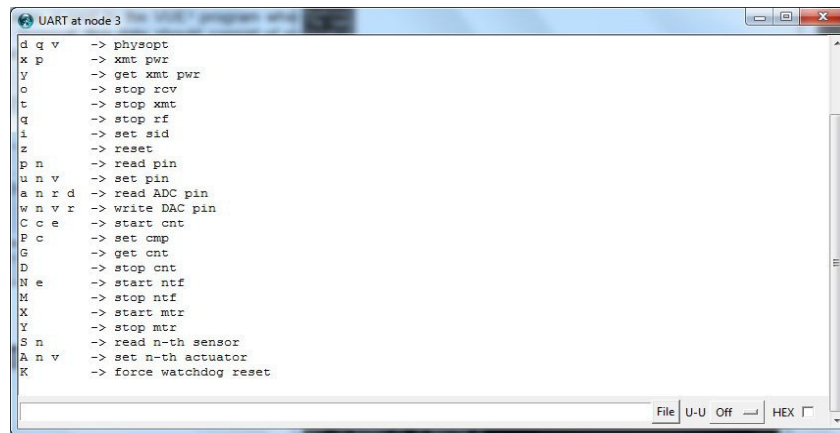 UART at node 3
d q v -> physopt
x p -> xmt pwr
y -> get xmt pwr
o -> stop rcv
t -> stop xmt
q -> stop rf
i -> set sid
z -> reset
p n -> read pin
u n v -> set pin
a n r d -> read ADC pin
w n v r -> write DAC pin
C c e -> start cnt
P c -> set cmp
G -> get cnt
D -> stop cnt
N e -> start ntf
M -> stop ntf
X -> start mtr
Y -> stop mtr
S n -> read n-th sensor
A n v -> set n-th actuator
K -> force watchdog reset
File U-U Off HEX